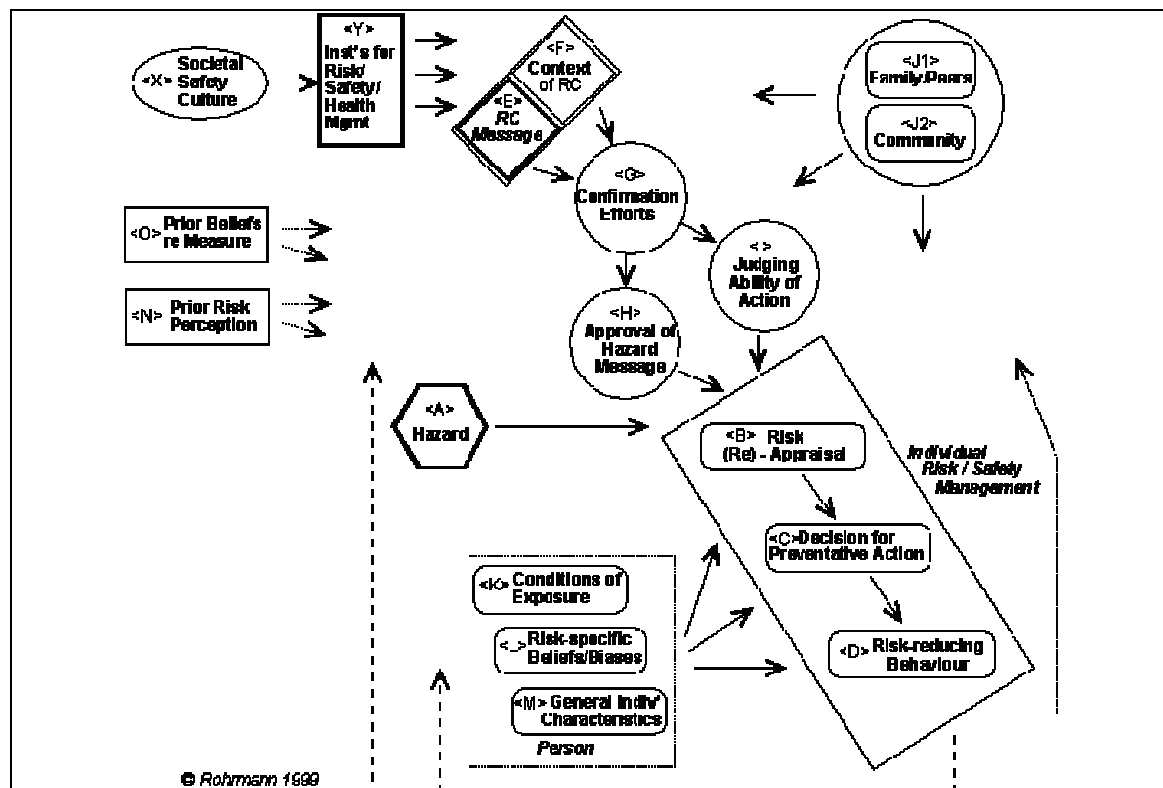 <X> Societal
Safety
Culture
<Y>
Inst's for
Risk/
Safety/
Health
Mgmt
<F>
Context
of RC
<E>
RC
Message
<J1>
Family.Peers
<J2>
Community
<G>
Confirmation
Efforts
<O> Prior Beliefs
re Measure
< >
Judging
Ability of
Action
<N> Prior Risk
Perception
<H>
Approval of
Hazard
Message
<A>
Hazard
<B> Risk
(Re) - Appraisal
Individual
Risk / Safety
Management
<C> Decision for
Preventative Action
<K> Conditions of
Exposure
<_> Risk-specific
Beliefs/Biases
<D> Risk-reducing
Behaviour
<M> General Indiv'
Characteristics
Person
© Rohrmann 1999